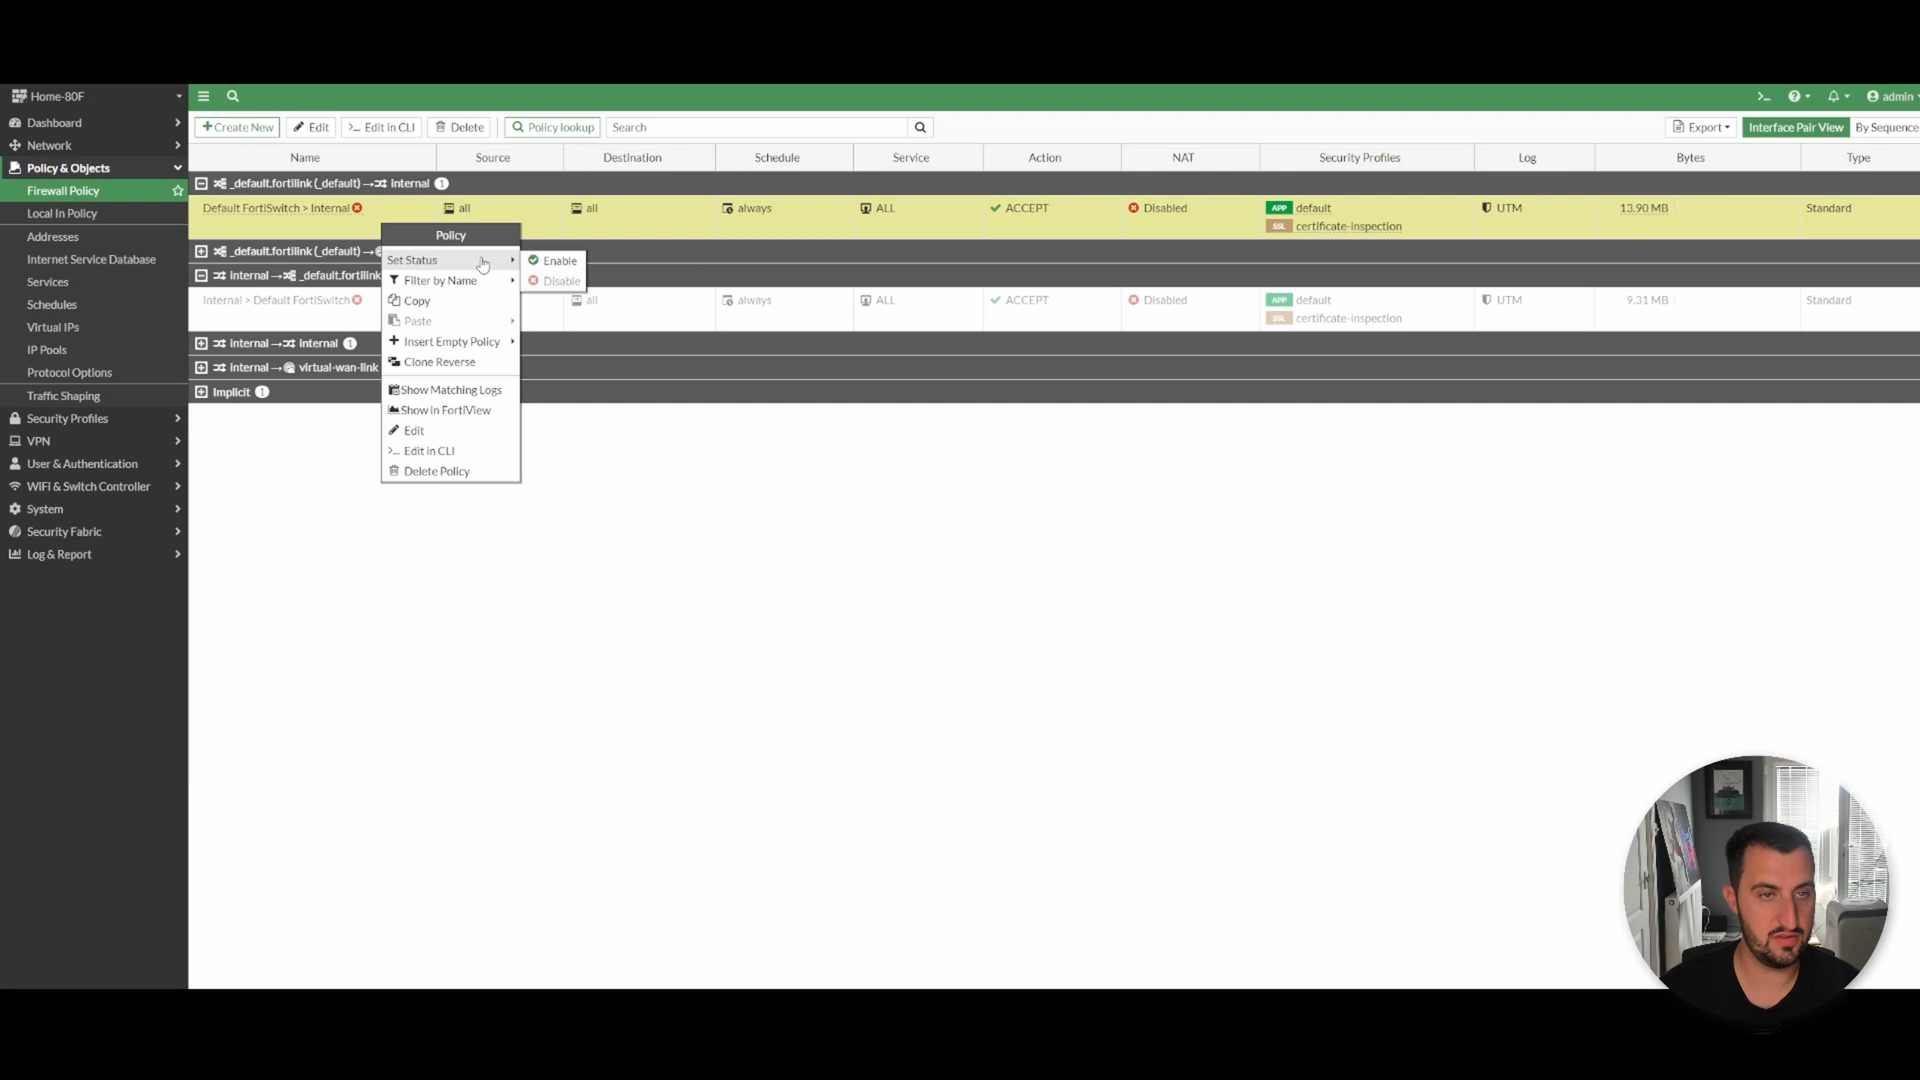 Home-80F
admin
Dashboard
Network
Policy & Objects
Firewall Policy
Local In Policy
Addresses
Internet Service Database
Services
Schedules
Virtual IPs
IP Pools
Protocol Options
Traffic Shaping
Security Profiles
VPN
User & Authentication
WiFi & Switch Controller
System
Security Fabric
Log & Report
Create New Edit Edit in CLI Delete Policy lookup Search Export Interface Pair View By Sequence
Name Source Destination Schedule Service Action NAT Security Profiles Log Bytes Type
_default.fortilink (_default) → internal 1
Default FortiSwitch > Internal all all always ALL ACCEPT Disabled APP default UTM 13.90 MB Standard
SSL certificate-inspection
_default.fortilink (_default) →
internal → _default.fortilink
Internal > Default FortiSwitch all always ALL ACCEPT Disabled APP default UTM 9.31 MB Standard
SSL certificate-inspection
internal → internal 1
internal → virtual-wan-link
Implicit 1
Policy
Set Status
Filter by Name
Copy
Paste
Insert Empty Policy
Clone Reverse
Show Matching Logs
Show in FortiView
Edit
Edit in CLI
Delete Policy
Enable
Disable